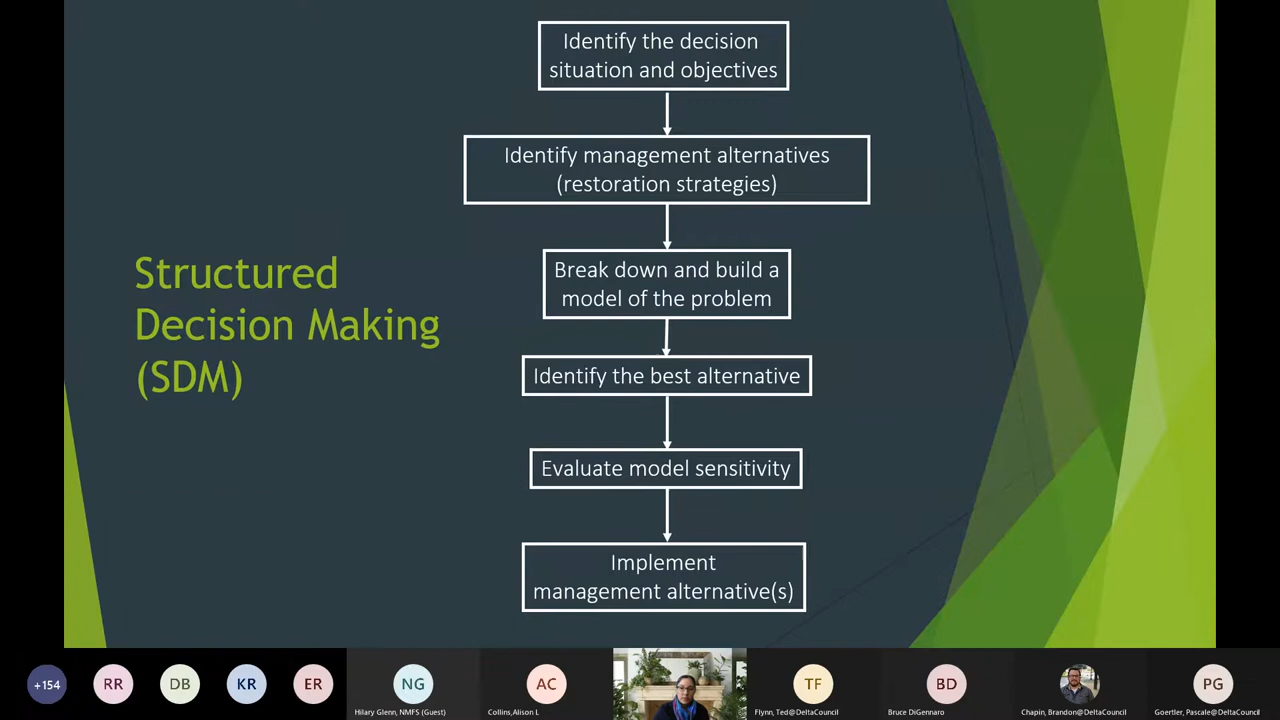 Structured
Decision Making
(SDM)
Identify the decision
situation and objectives
Identify management alternatives
(restoration strategies)
Break down and build a
model of the problem
Identify the best alternative
Evaluate model sensitivity
Implement
management alternative(s)
+154
RR
DB
KR
ER
NG
Hilary Glenn, NMFS (Guest)
AC
Collins,Alison L
TF
Flynn, Ted@DeltaCouncil
BD
Bruce DiGennaro
Chapin, Brandon@DeltaCouncil
PG
Goertler, Pascale@DeltaCouncil